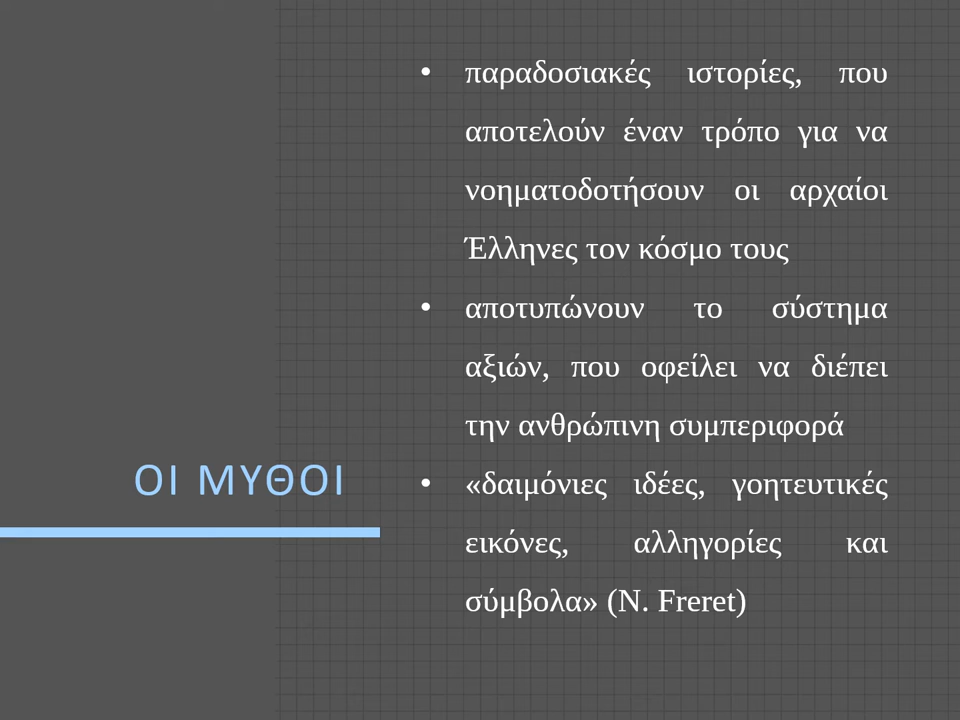 ΟΙ ΜΥΘΟΙ
• παραδοσιακές ιστορίες, που
αποτελούν έναν τρόπο για να
νοηματοδοτήσουν οι αρχαίοι
Έλληνες τον κόσμο τους
• αποτυπώνουν το σύστημα
αξιών, που οφείλει να διέπει
την ανθρώπινη συμπεριφορά
• «δαιμόνιες ιδέες, γοητευτικές
εικόνες, αλληγορίες και
σύμβολα» (N. Freret)